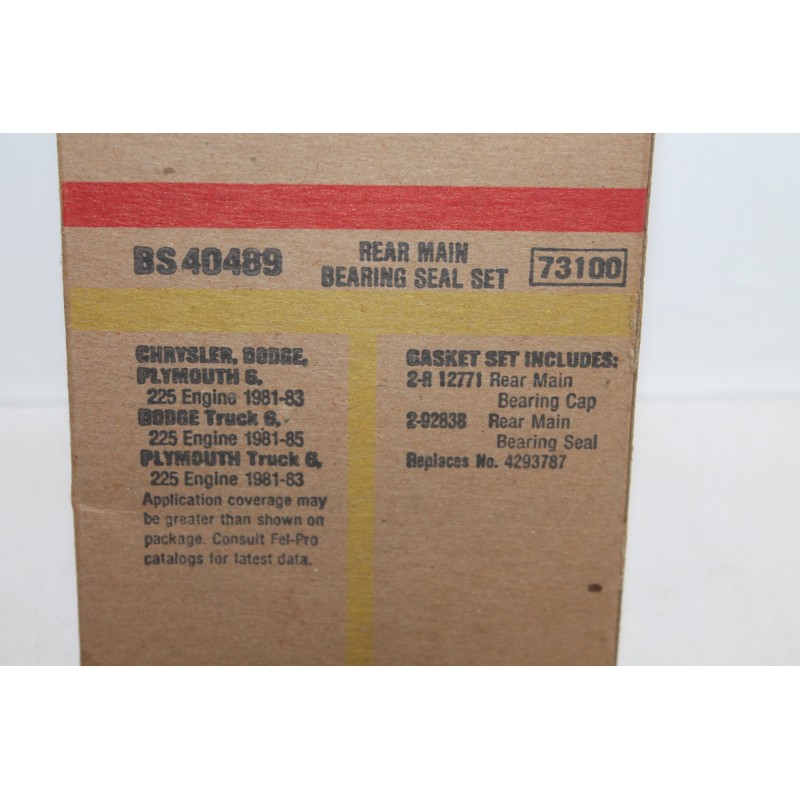 BS 40489
REAR MAIN
BEARING SEAL SET
73100
CHRYSLER, DODGE,
PLYMOUTH 6,
225 Engine 1981-83
DODGE Truck 6,
225 Engine 1981-85
PLYMOUTH Truck 6,
225 Engine 1981-83
Application coverage may
be greater than shown on
package. Consult Fel-Pro
catalogs for latest data.
GASKET SET INCLUDES:
2-R 12771 Rear Main
Bearing Cap
2-92838 Rear Main
Bearing Seal
Replaces No. 4293787